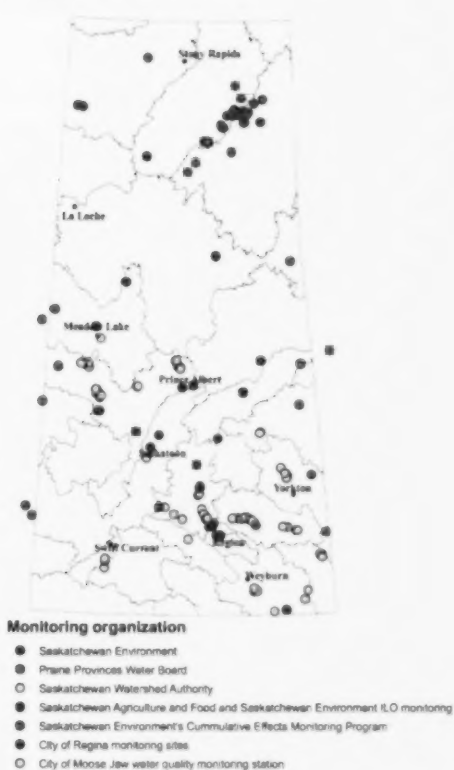 Stony Rapids
La Loche
Meadow Lake
Prince Albert
Saskatoon
Yorkton
Swift Current
Regina
Weyburn
Monitoring organization
Saskatchewan Environment
Prairie Provinces Water Board
Saskatchewan Watershed Authority
Saskatchewan Agriculture and Food and Saskatchewan Environment ILO monitoring
Saskatchewan Environment's Cummulative Effects Monitoring Program
City of Regina monitoring sites
City of Moose Jaw water quality monitoring station